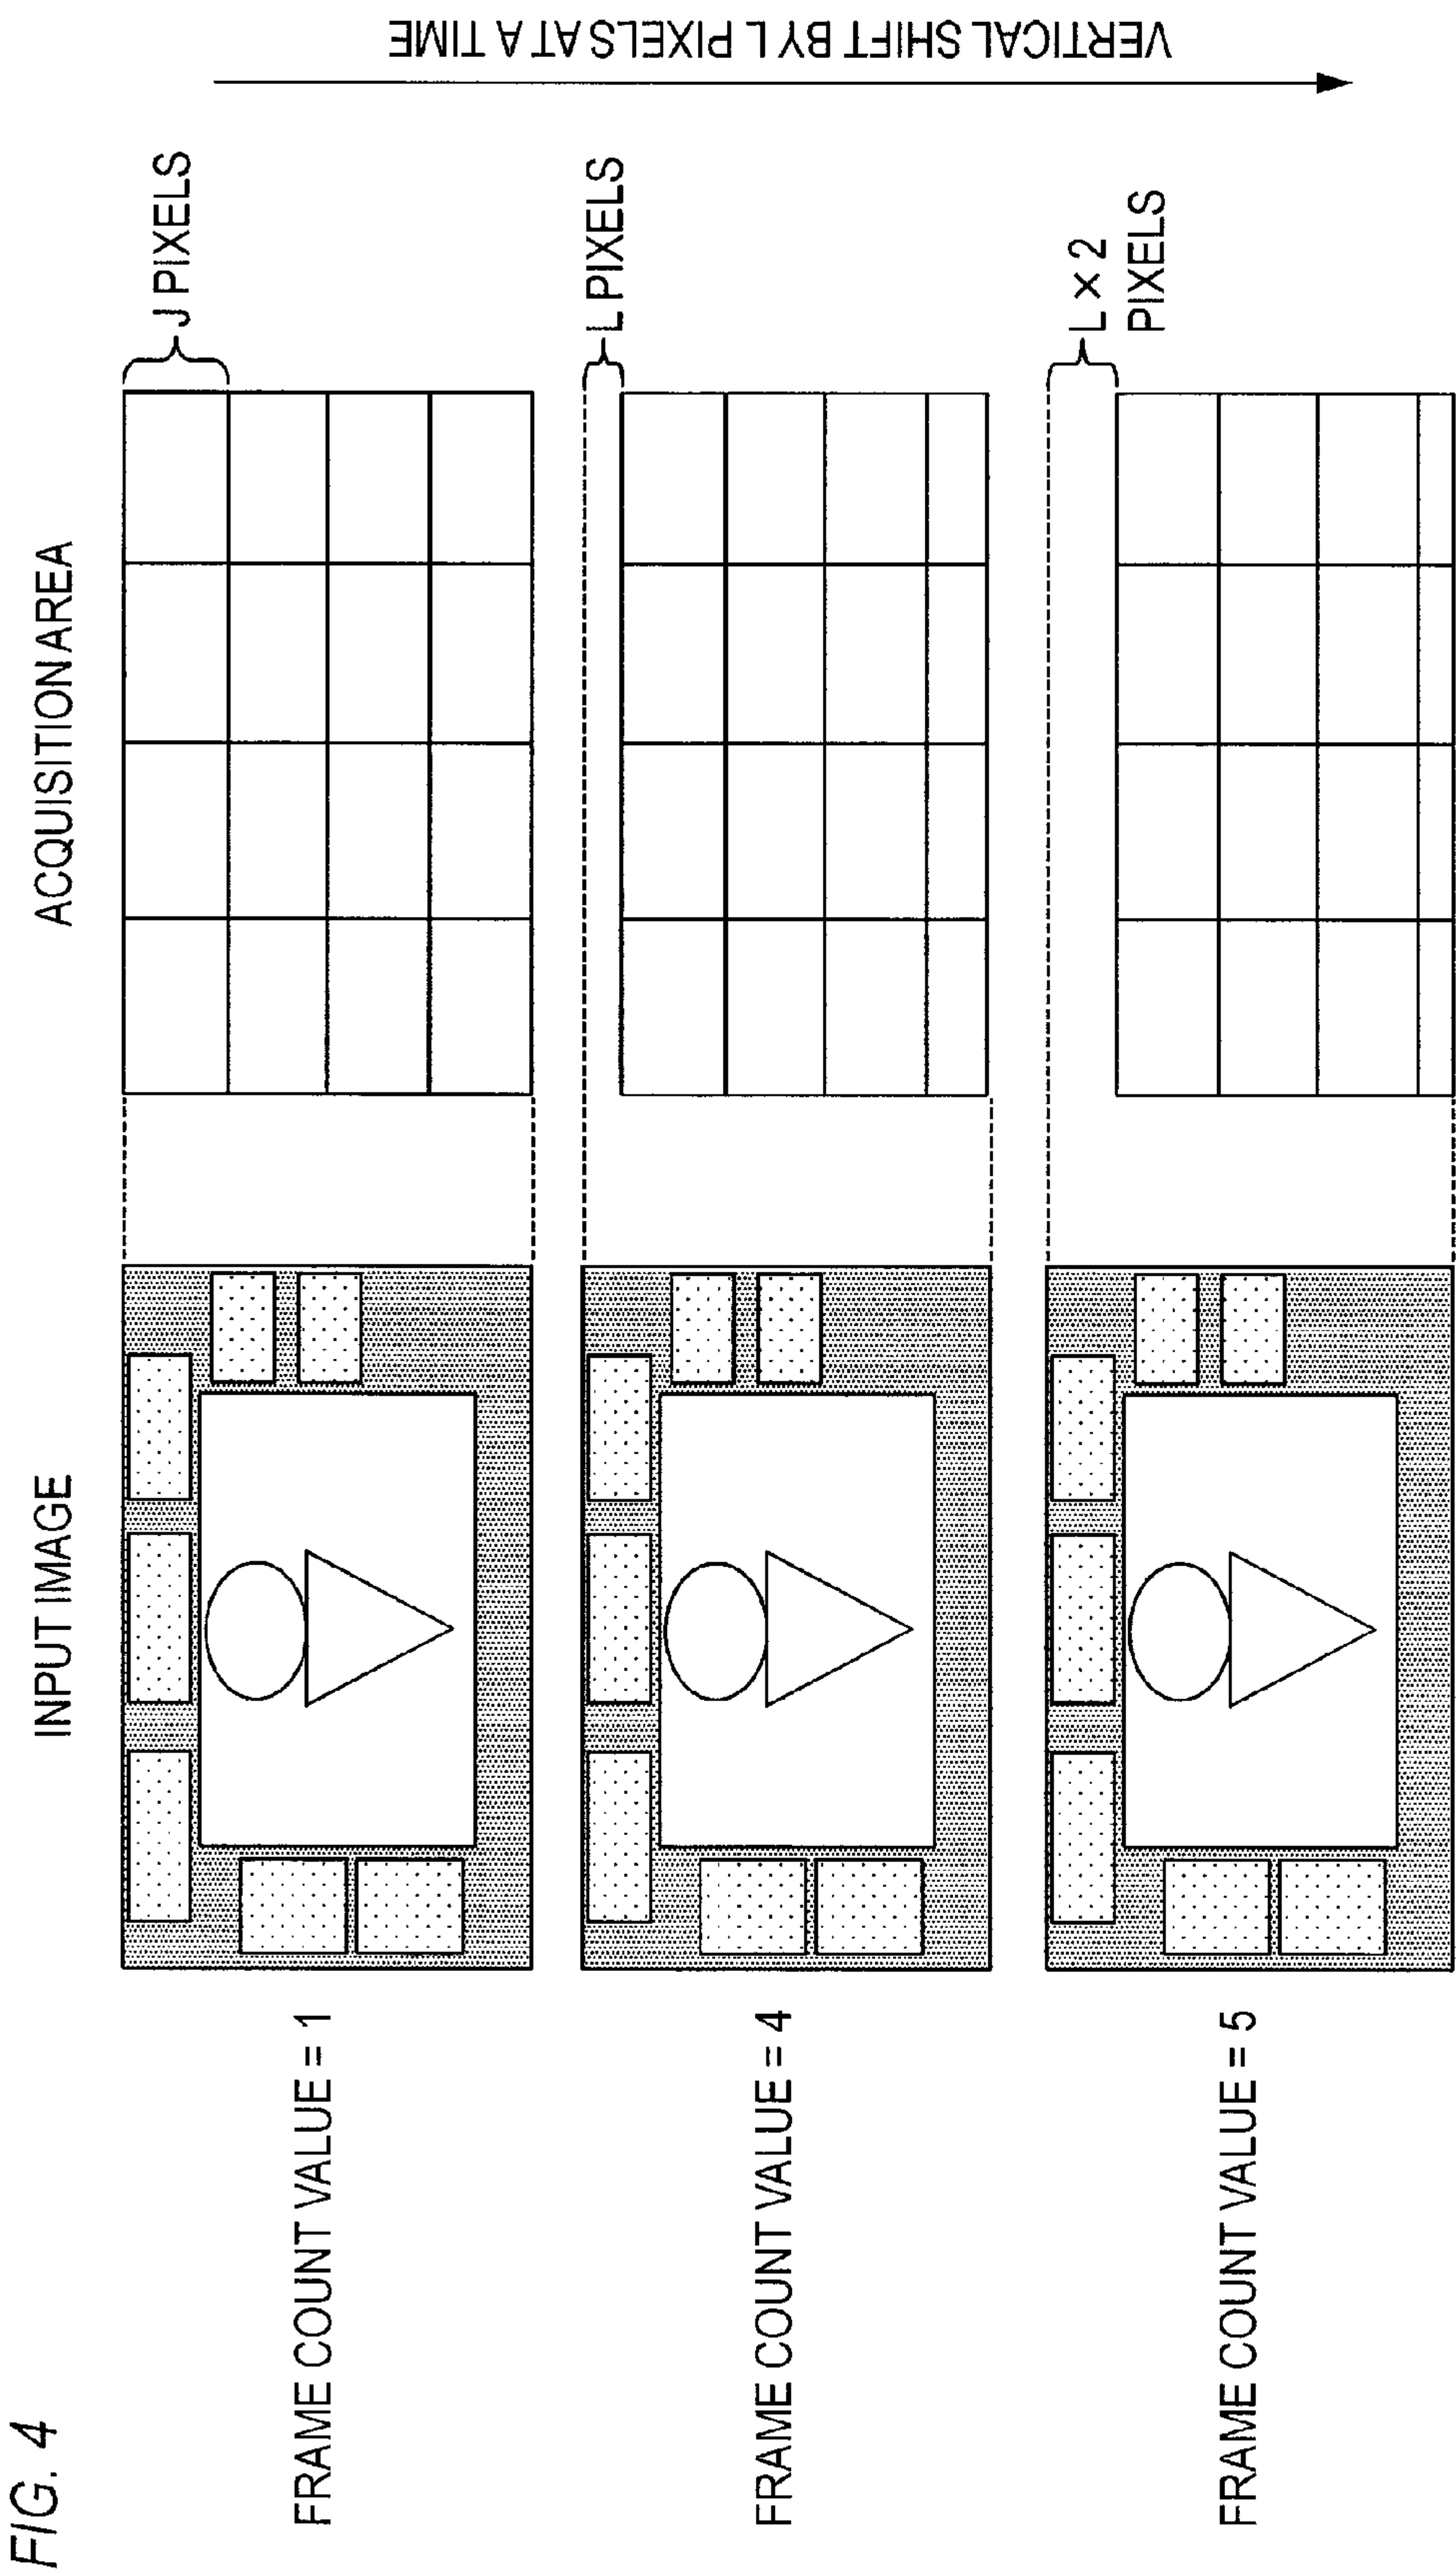 FIG. 4
INPUT IMAGE
ACQUISITION AREA
FRAME COUNT VALUE = 1
J PIXELS
FRAME COUNT VALUE = 4
L PIXELS
FRAME COUNT VALUE = 5
L × 2
PIXELS
VERTICAL SHIFT BY L PIXELS AT A TIME